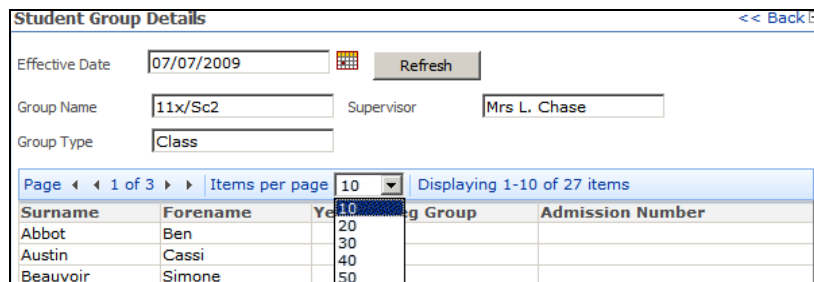 Student Group Details << Back
Effective Date 07/07/2009 Refresh
Group Name 11x/Sc2 Supervisor Mrs L. Chase
Group Type Class
Page 1 of 3 Items per page 10 Displaying 1-10 of 27 items
Surname Forename Group Admission Number
10
Abbot Ben
20
Austin Cassi
30
40
Beauvoir Simone
50